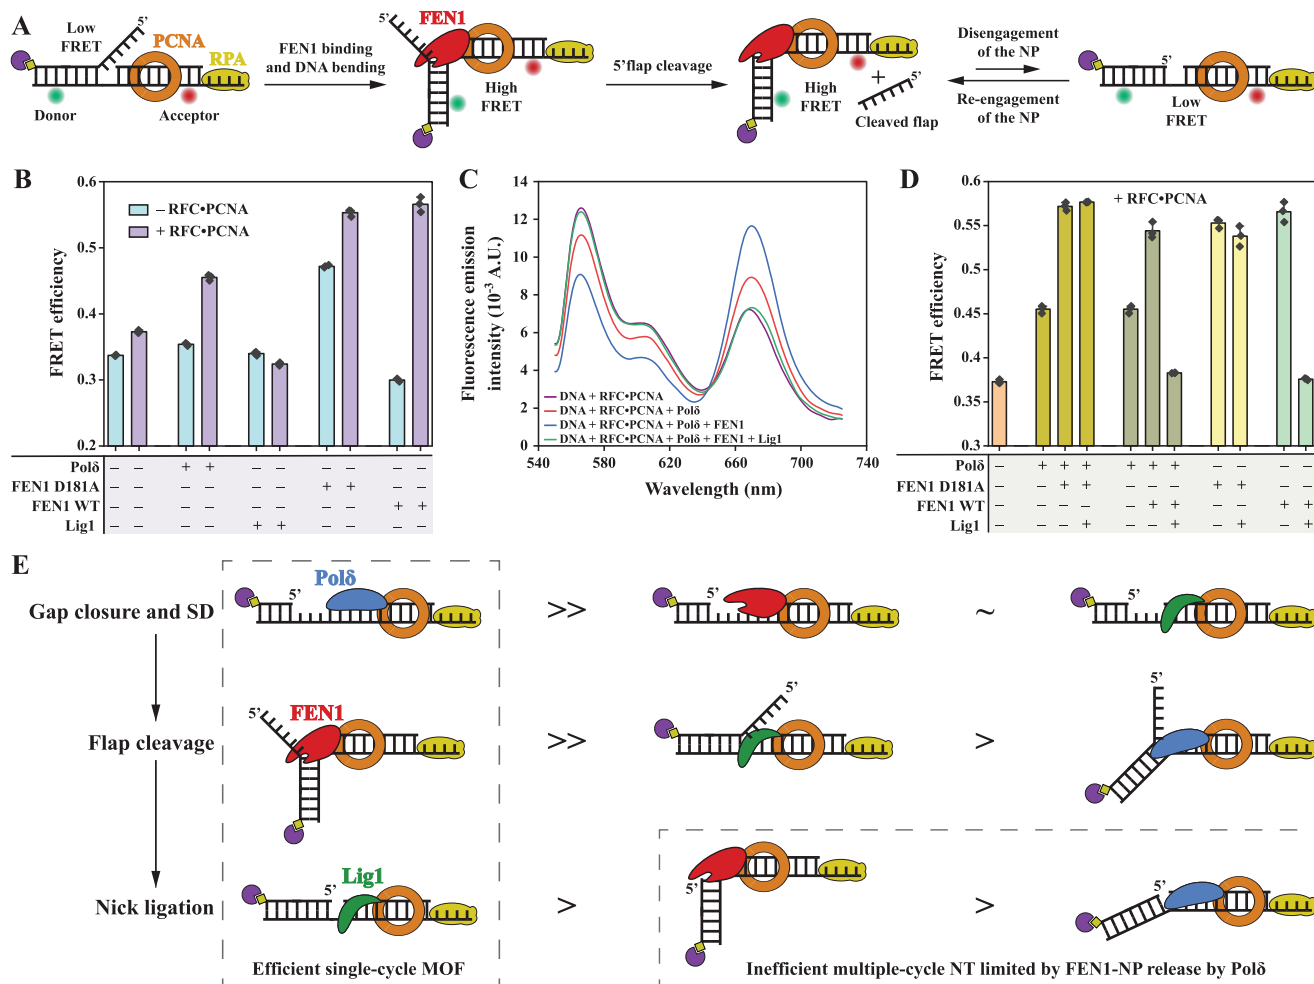 A
Low
FRET
5'
PCNA
RPA
Donor
Acceptor
FEN1 binding
and DNA bending
FEN1
High
FRET
5'flap cleavage
High
FRET
+
Cleaved flap
Disengagement
of the NP
Re-engagement
of the NP
5'
Low
FRET
B
FRET efficiency
0.6
0.5
0.4
0.3
0.2
– RFC•PCNA
+ RFC•PCNA
Polδ – – + + – – – – – –
FEN1 D181A – – – – – – + + – –
FEN1 WT – – – – – – – – + +
Lig1 – – – – + + – – – –
C
Fluorescence emission
intensity (10⁻³ A.U.)
14
12
10
8
6
4
2
0
DNA + RFC•PCNA
DNA + RFC•PCNA + Polδ
DNA + RFC•PCNA + Polδ + FEN1
DNA + RFC•PCNA + Polδ + FEN1 + Lig1
540 580 620 660 700 740
Wavelength (nm)
D
FRET efficiency
0.6
0.55
0.5
0.45
0.4
0.35
0.3
+ RFC•PCNA
Polδ – + + + + + + – – – –
FEN1 D181A – – + + – – – + + – –
FEN1 WT – – – – – + + – – + +
Lig1 – – – + – – + – + – +
E
Gap closure and SD
5'
Polδ
>>
5'
~
5'
Flap cleavage
5'
FEN1
>>
5'
>
5'
Nick ligation
5'
Lig1
>
5'
>
5'
Efficient single-cycle MOF
Inefficient multiple-cycle NT limited by FEN1-NP release by Polδ